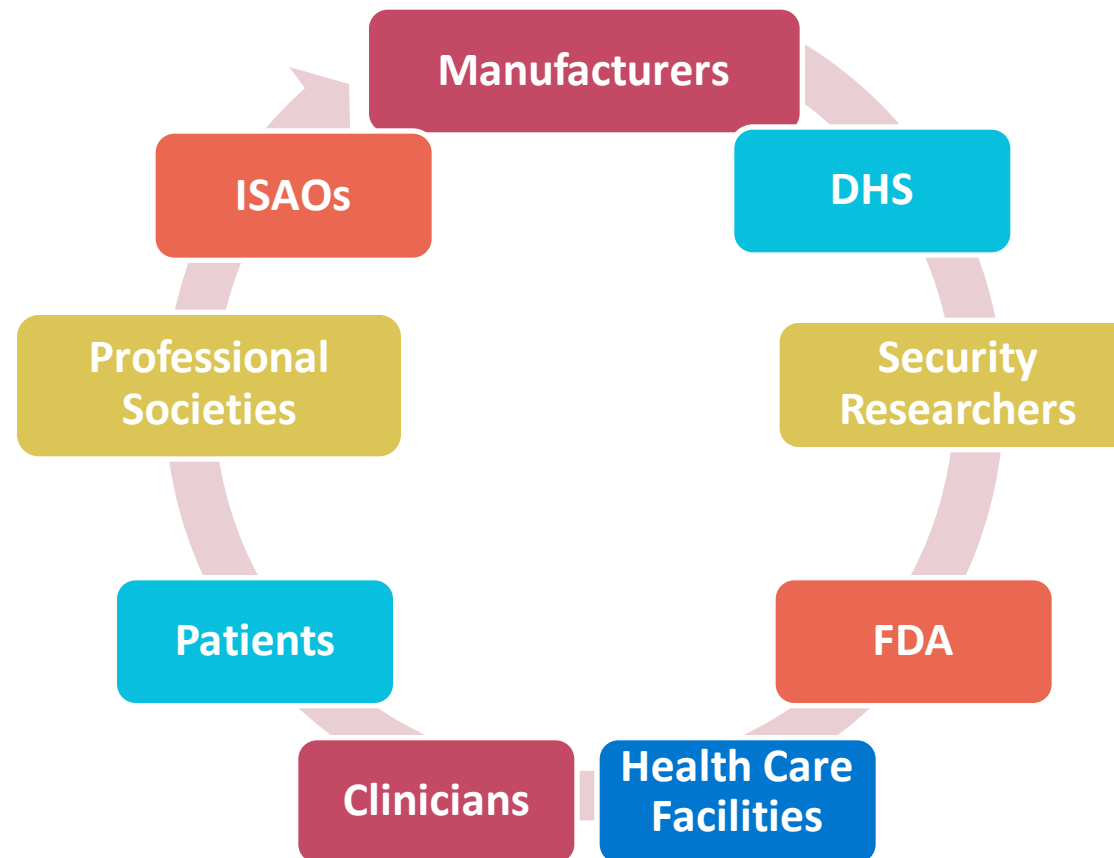 Manufacturers
DHS
Security
Researchers
FDA
Health Care
Facilities
Clinicians
Patients
Professional
Societies
ISAOs